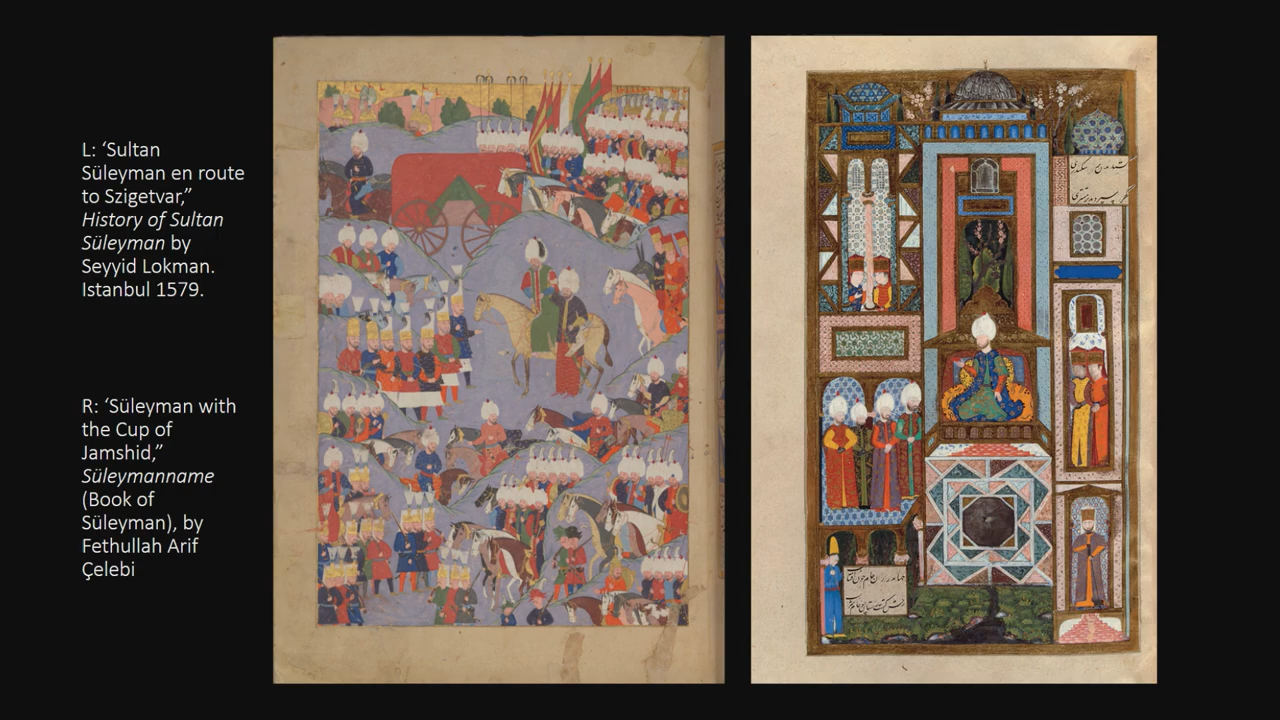 L: ‘Sultan
Süleyman en route
to Szigetvar,”
History of Sultan
Süleyman by
Seyyid Lokman.
Istanbul 1579.
R: ‘Süleyman with
the Cup of
Jamshid,”
Süleymanname
(Book of
Süleyman), by
Fethullah Arif
Çelebi